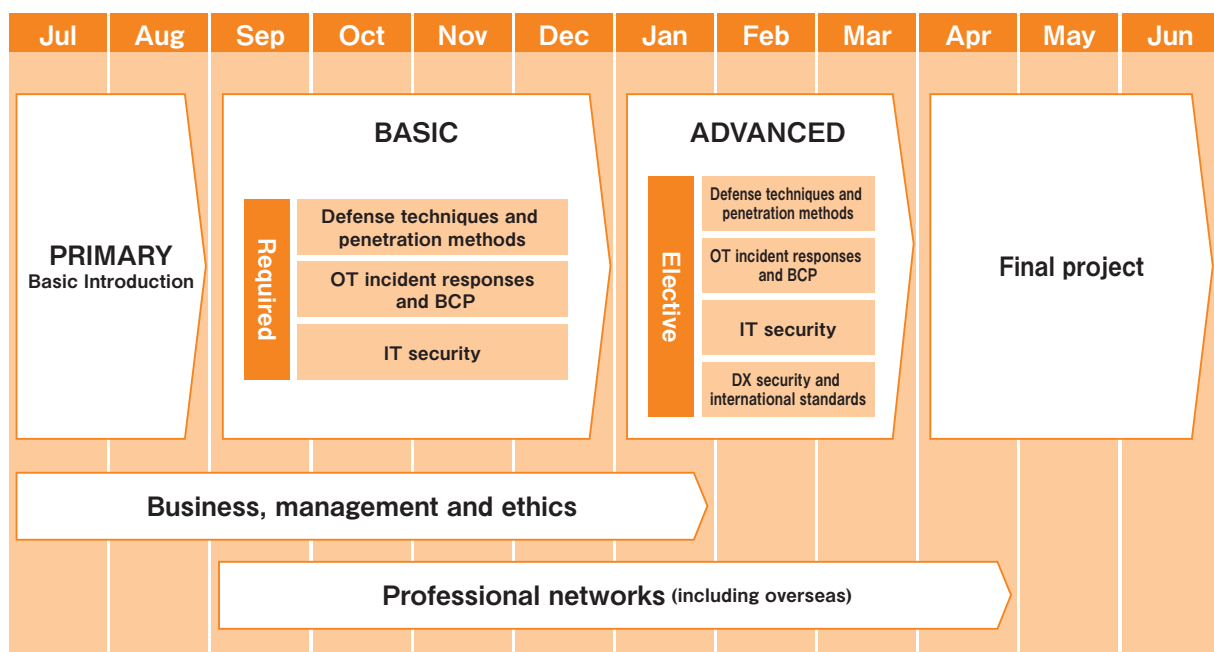 Jul Aug Sep Oct Nov Dec Jan Feb Mar Apr May Jun
PRIMARY
Basic Introduction
BASIC
Required
Defense techniques and
penetration methods
OT incident responses
and BCP
IT security
ADVANCED
Elective
Defense techniques and
penetration methods
OT incident responses
and BCP
IT security
DX security and
international standards
Final project
Business, management and ethics
Professional networks (including overseas)